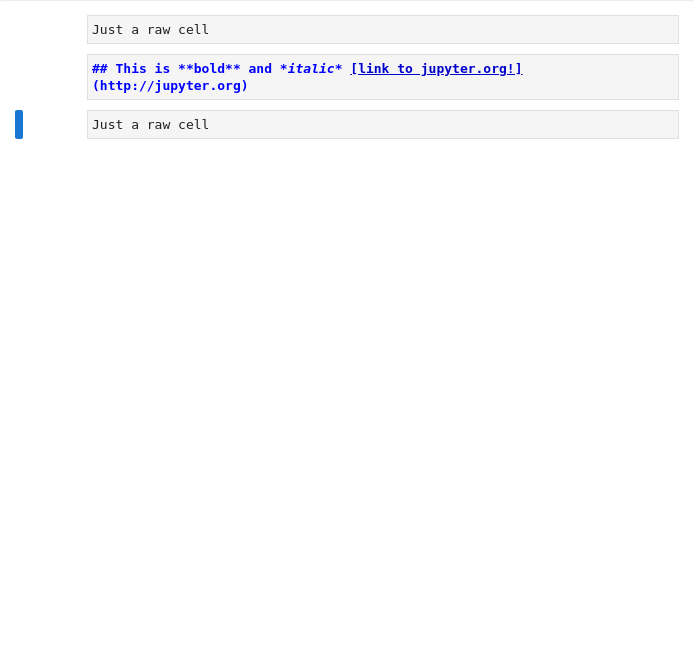 Just a raw cell
## This is **bold** and *italic* [link to jupyter.org!]
(http://jupyter.org)
Just a raw cell